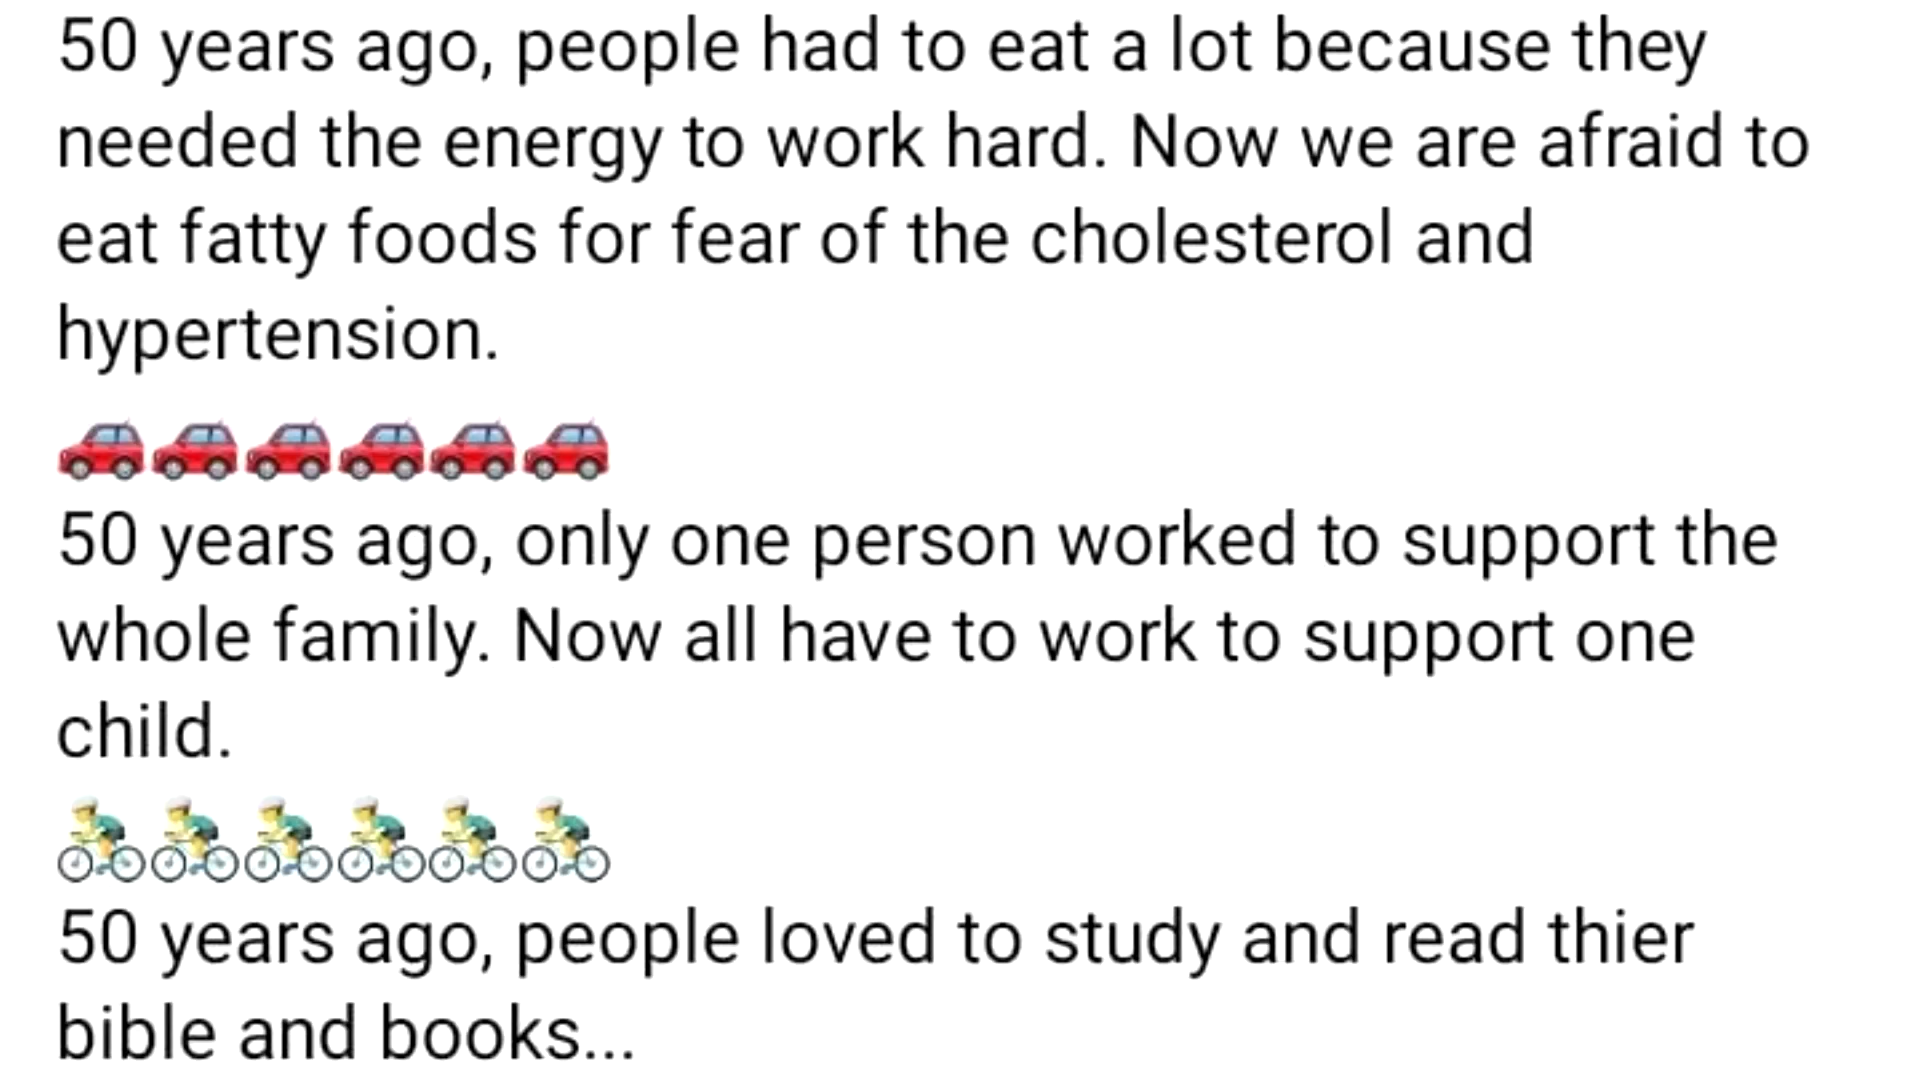 50 years ago, people had to eat a lot because they
needed the energy to work hard. Now we are afraid to
eat fatty foods for fear of the cholesterol and
hypertension.
🚗🚗🚗🚗🚗🚗
50 years ago, only one person worked to support the
whole family. Now all have to work to support one
child.
🚴🚴🚴🚴🚴🚴
50 years ago, people loved to study and read thier
bible and books...